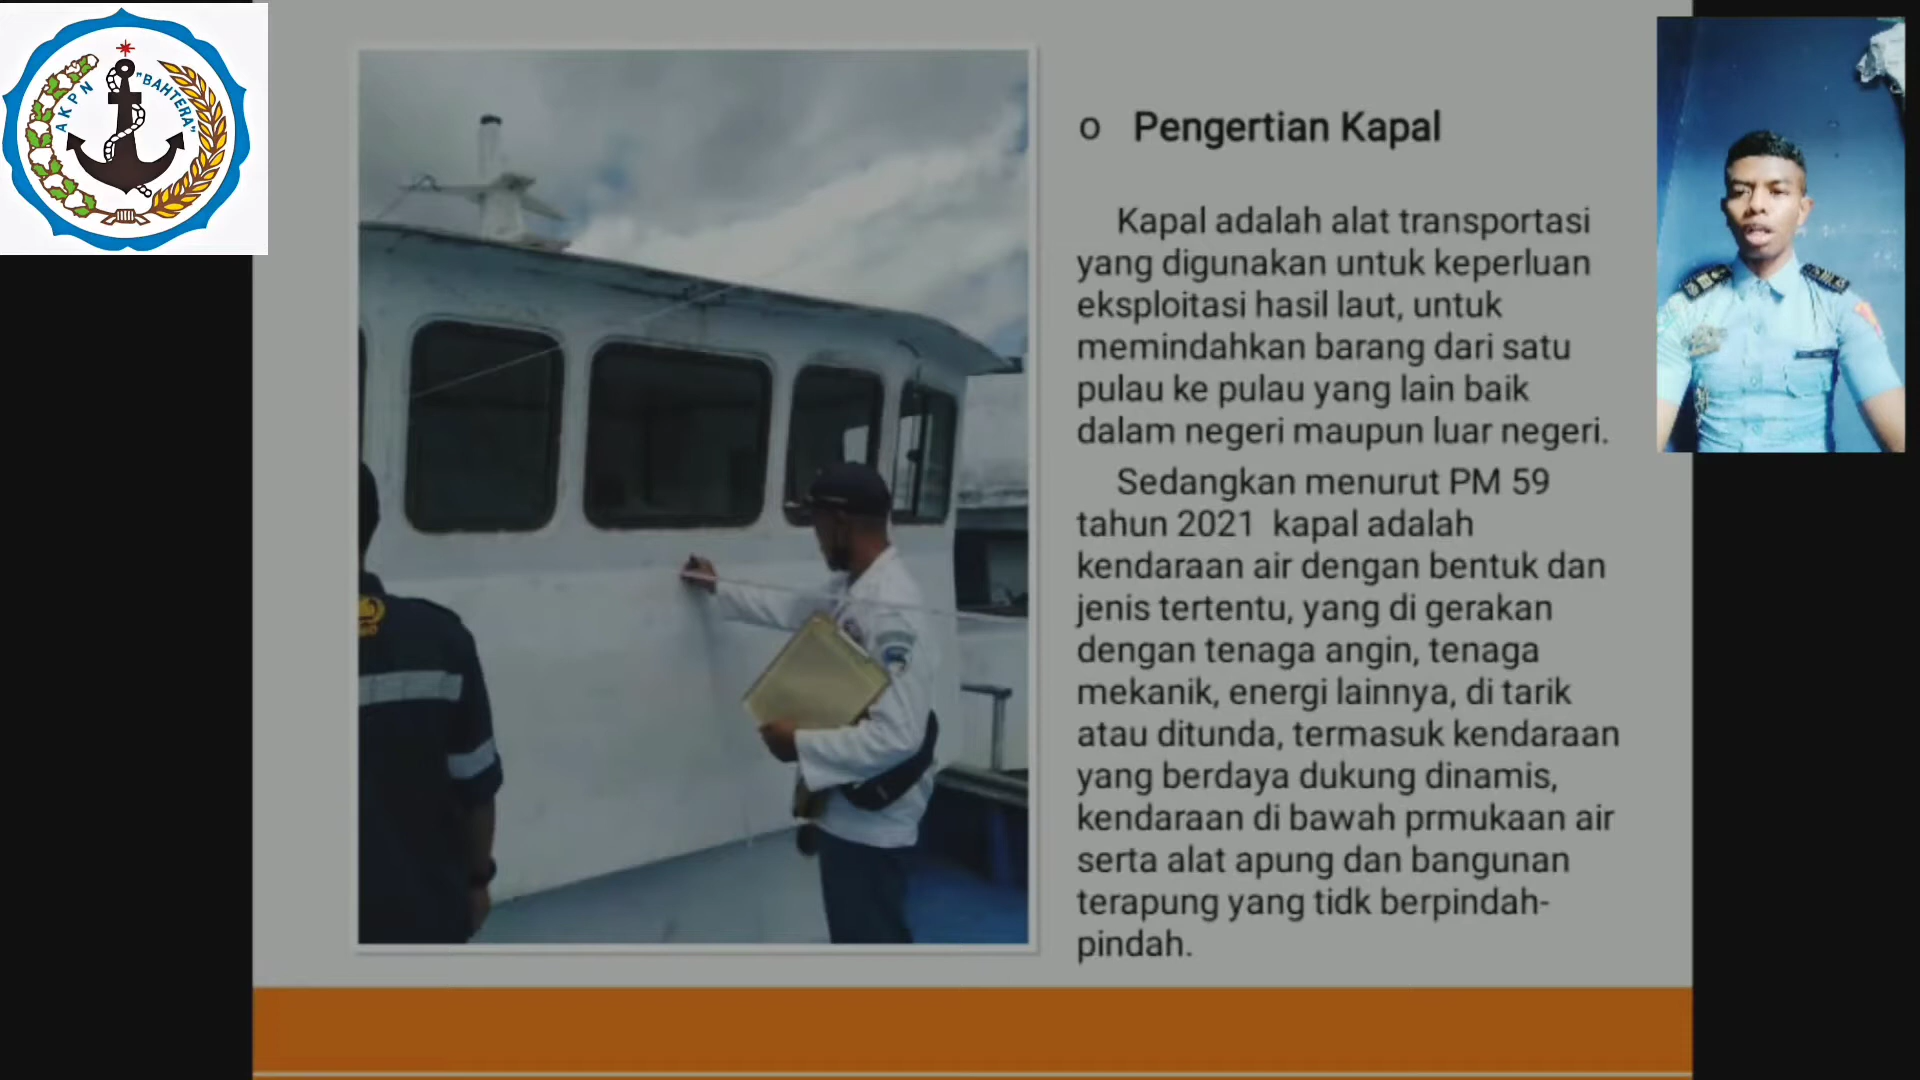 AKPN "BAHTERA"
o Pengertian Kapal
Kapal adalah alat transportasi
yang digunakan untuk keperluan
eksploitasi hasil laut, untuk
memindahkan barang dari satu
pulau ke pulau yang lain baik
dalam negeri maupun luar negeri.
Sedangkan menurut PM 59
tahun 2021 kapal adalah
kendaraan air dengan bentuk dan
jenis tertentu, yang di gerakan
dengan tenaga angin, tenaga
mekanik, energi lainnya, di tarik
atau ditunda, termasuk kendaraan
yang berdaya dukung dinamis,
kendaraan di bawah prmukaan air
serta alat apung dan bangunan
terapung yang tidk berpindah-
pindah.